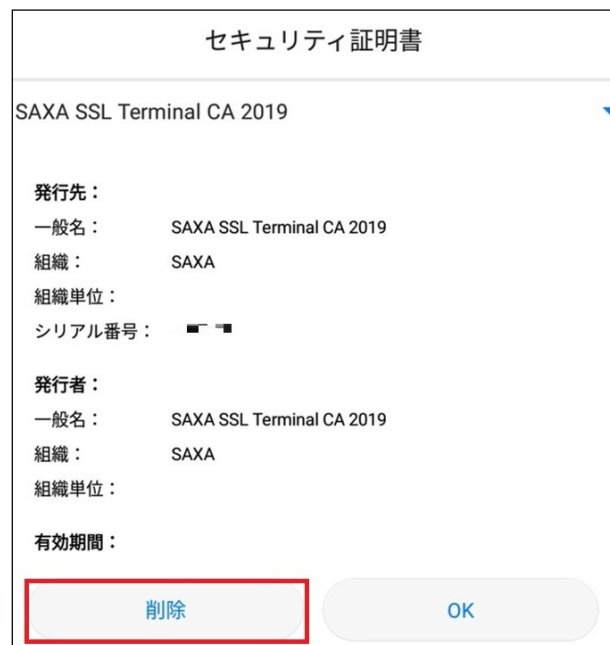 セキュリティ証明書
SAXA SSL Terminal CA 2019
発行先：
一般名： SAXA SSL Terminal CA 2019
組織： SAXA
組織単位：
シリアル番号：
発行者：
一般名： SAXA SSL Terminal CA 2019
組織： SAXA
組織単位：
有効期間：
削除 OK